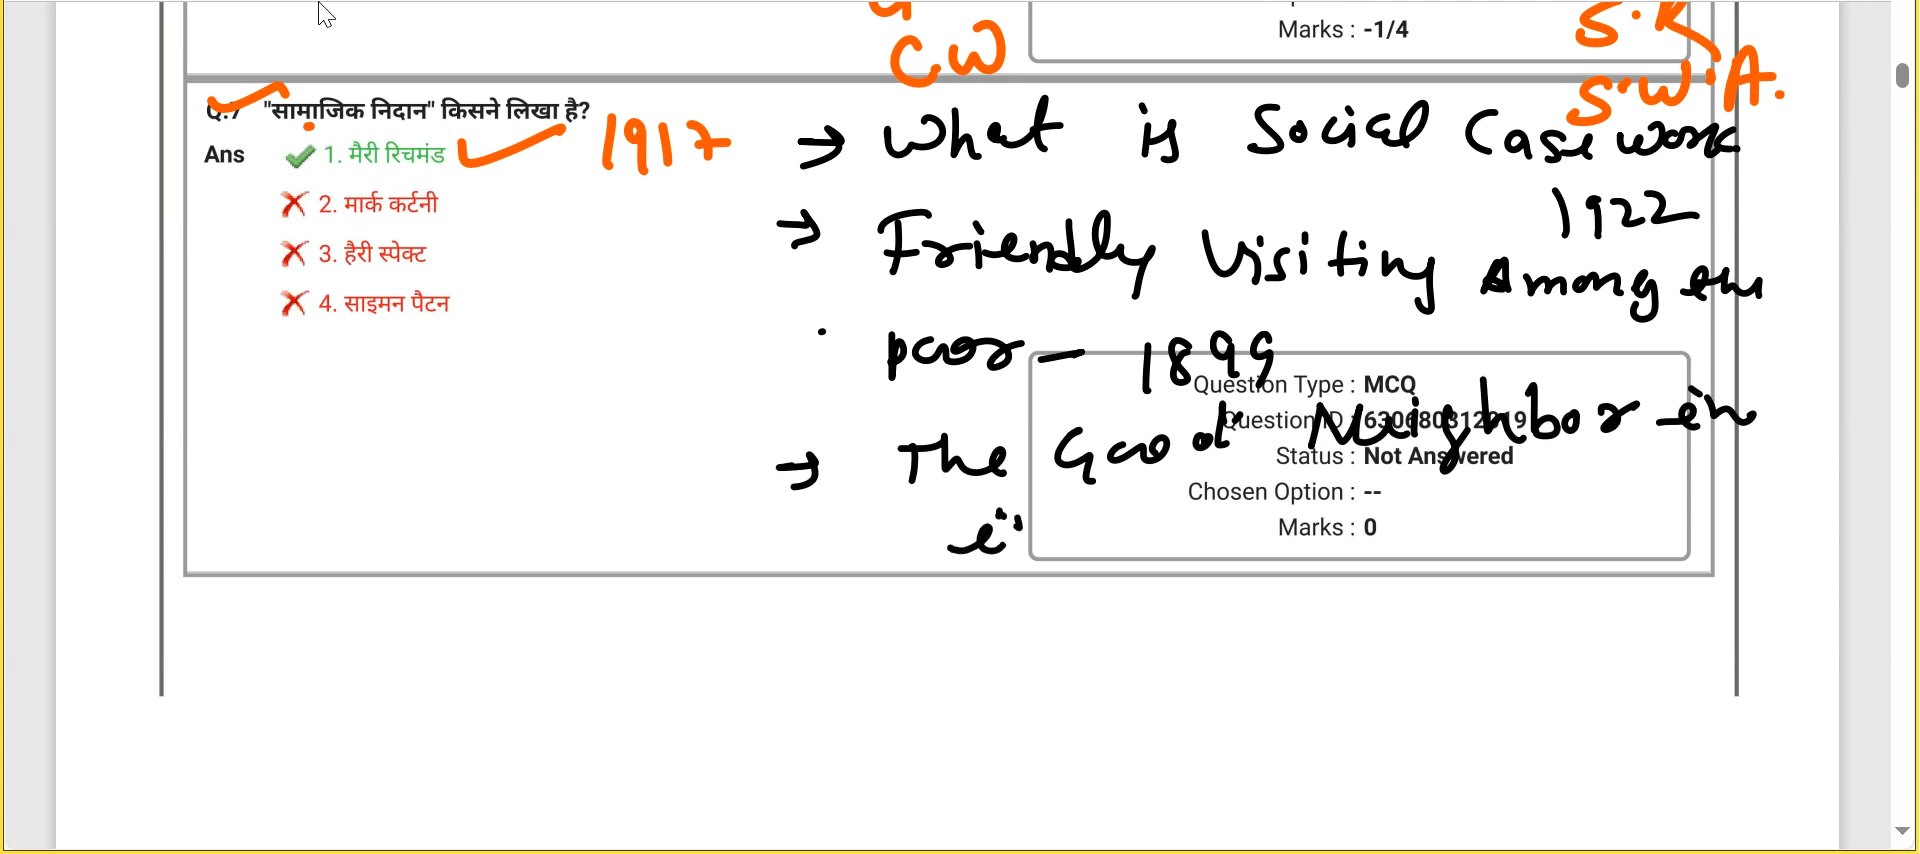 S.R
CW
Marks : -1/4
S.W.A.
Q.7 "सामाजिक निदान" किसने लिखा है?
Ans 1. मैरी रिचमंड 1917
→ What is Social Case work
2. मार्क कर्टनी
1922
→ Friendly Visiting Among the
3. हैरी स्पेक्ट
4. साइमन पैटन
poor — 1899
Question Type : MCQ
Question ID : 630680312019
→ The Good Neighbor in
Status : Not Answered
Chosen Option : --
Marks : 0